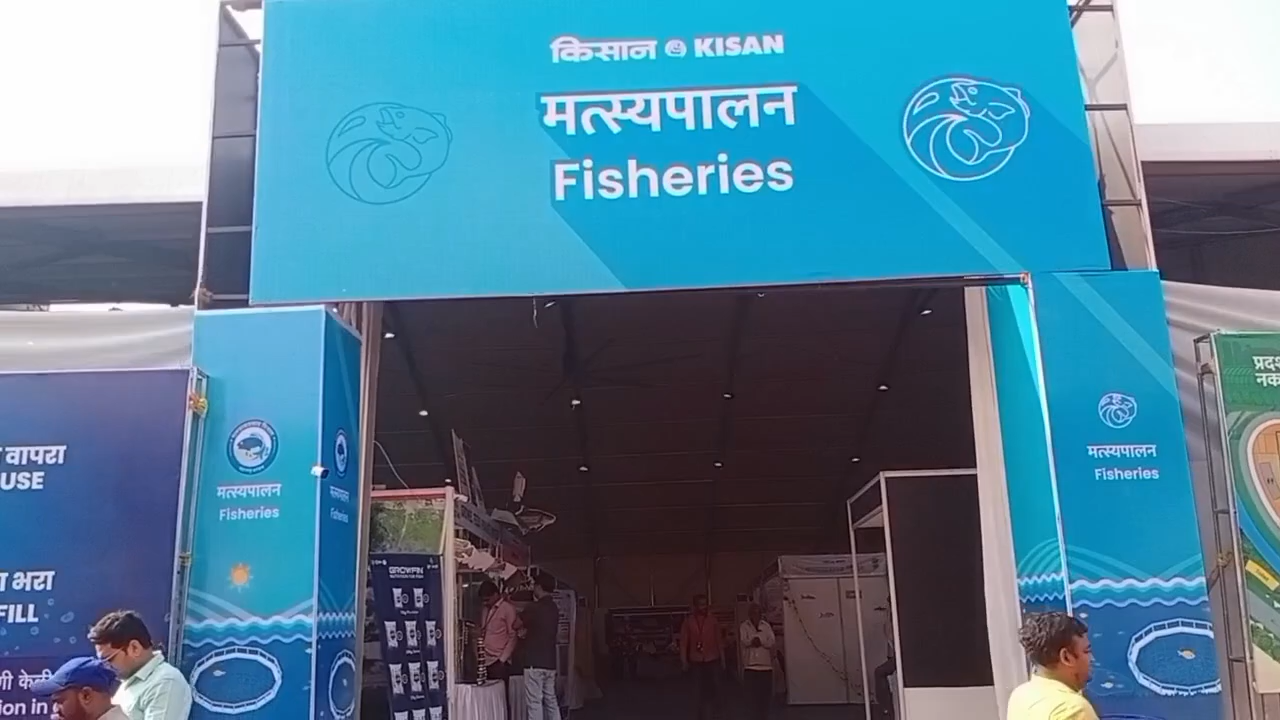 किसान KISAN
मत्स्यपालन
Fisheries
वापरा
USE
भरा
FILL
मत्स्यपालन
Fisheries
मत्स्यपालन
Fisheries
GROWFIN
मत्स्यपालन
Fisheries